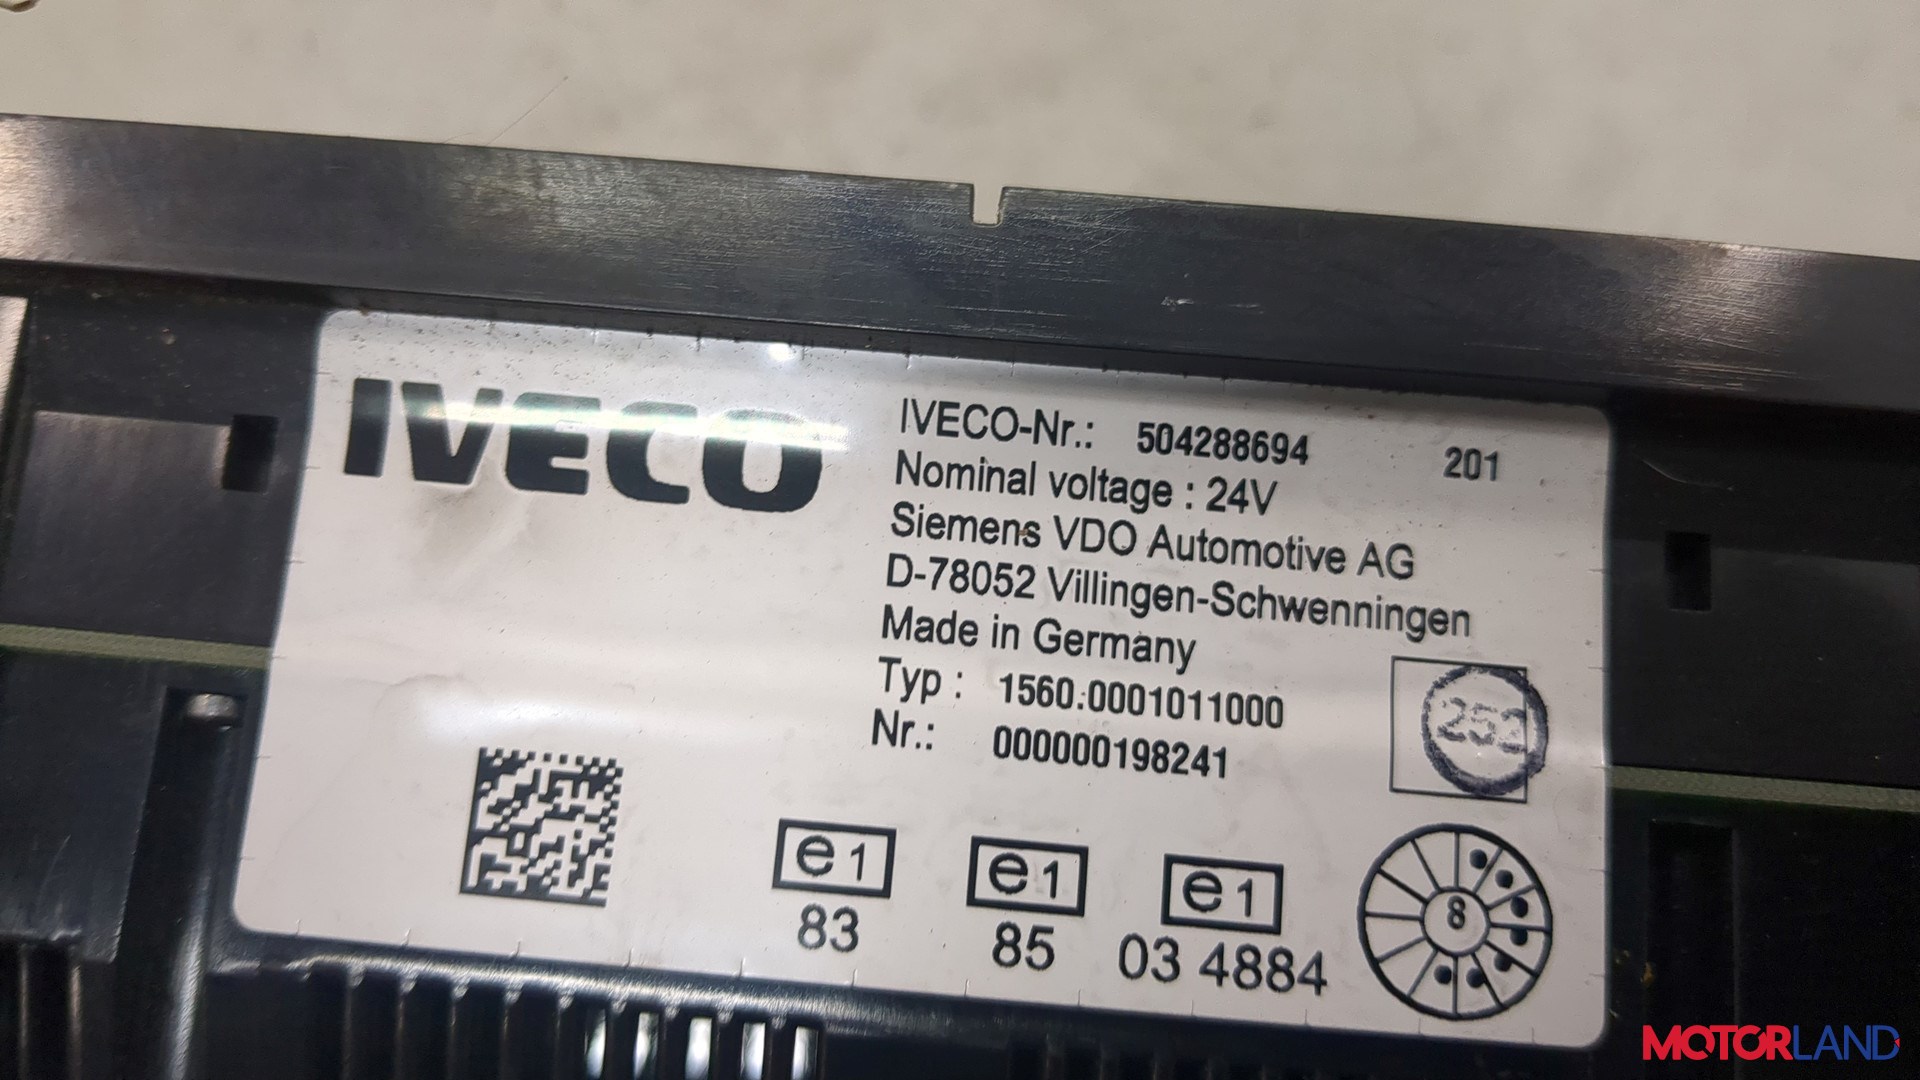 IVECO
IVECO-Nr.: 504288694 201
Nominal voltage : 24V
Siemens VDO Automotive AG
D-78052 Villingen-Schwenningen
Made in Germany
Typ : 1560.0001011000
Nr.: 000000198241
252
e1 e1 e1
83 85 03 4884
8
MOTORLAND